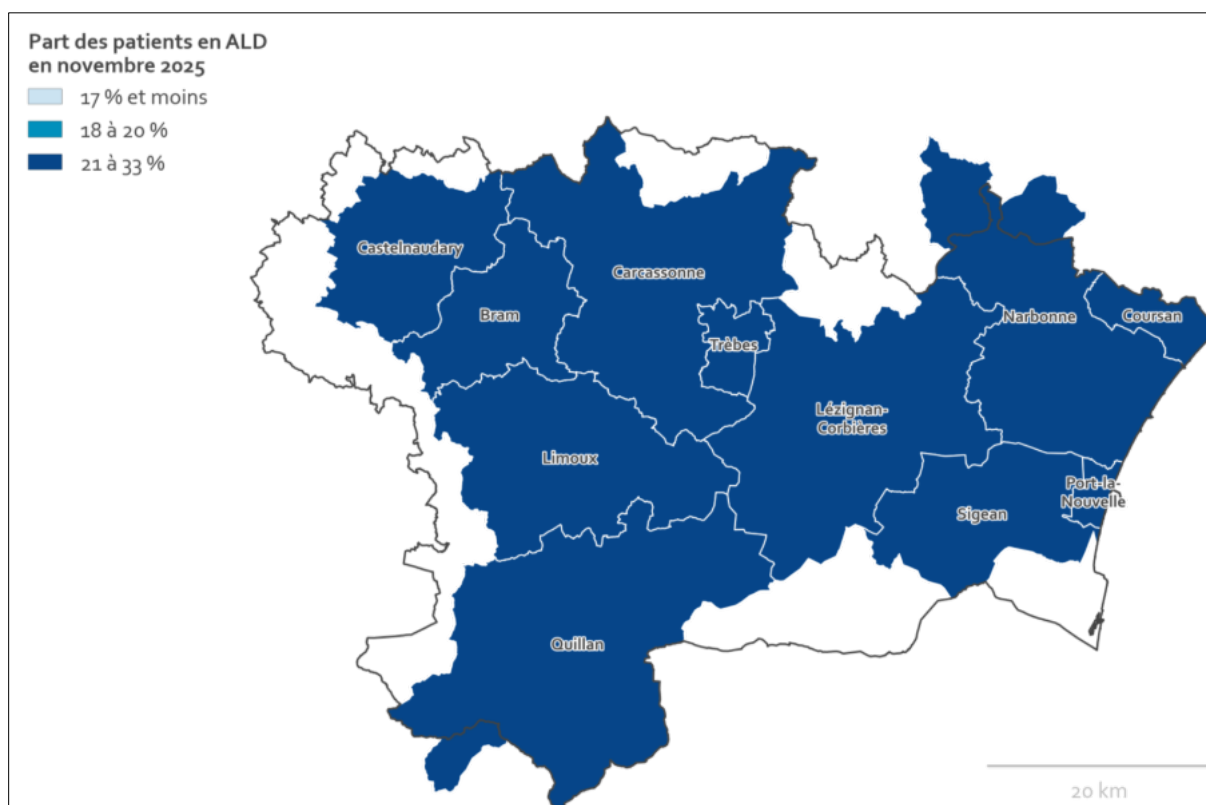 Part des patients en ALD
en novembre 2025
17 % et moins
18 à 20 %
21 à 33 %
Castelnaudary
Carcassonne
Bram
Narbonne
Coursan
Trèbes
Lézignan-
Corbières
Limoux
Port-la-
Nouvelle
Sigean
Quillan
20 km